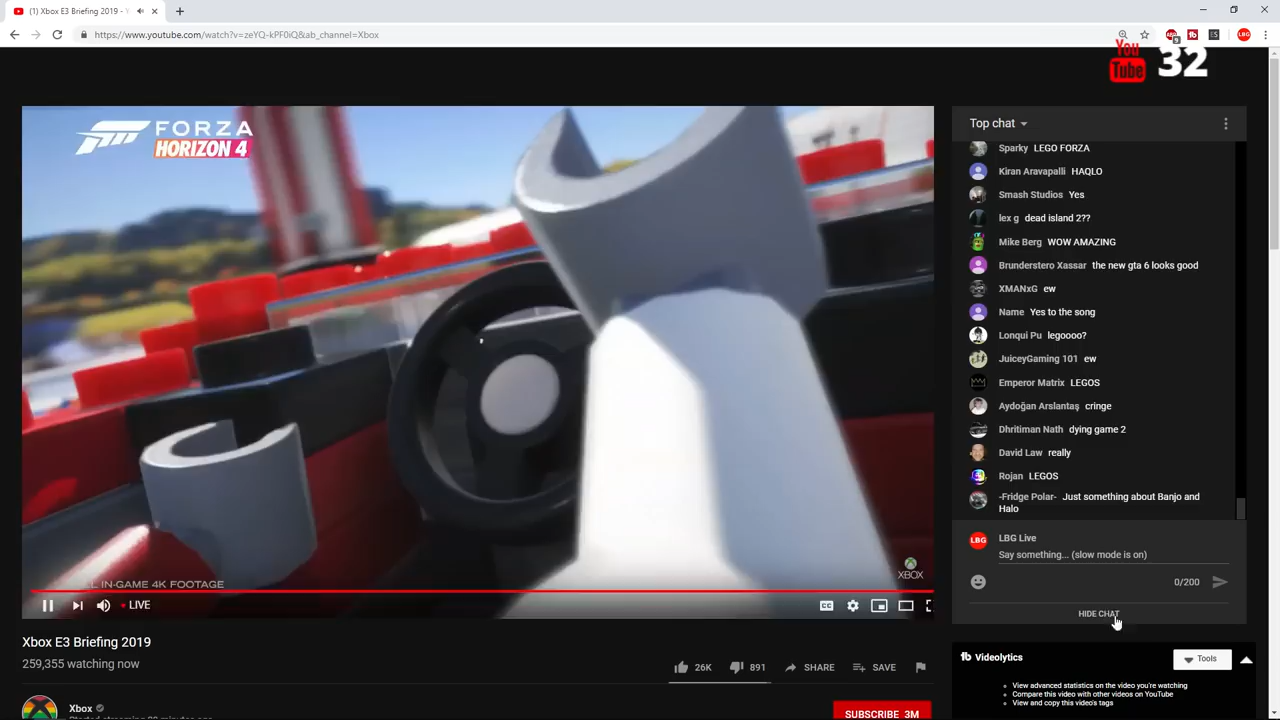 (1) Xbox E3 Briefing 2019 -
https://www.youtube.com/watch?v=zeYQ-kPF0iQ&ab_channel=Xbox
You
Tube
32
FORZA
HORIZON 4
IN-GAME 4K FOOTAGE
XBOX
LIVE
CC
Xbox E3 Briefing 2019
259,355 watching now
26K
891
SHARE
SAVE
Xbox
SUBSCRIBE 3M
Top chat
Sparky LEGO FORZA
Kiran Aravapalli HAQLO
Smash Studios Yes
lex g dead island 2??
Mike Berg WOW AMAZING
Brunderstero Xassar the new gta 6 looks good
XMANxG ew
Name Yes to the song
Lonqui Pu legoooo?
JuiceyGaming 101 ew
Emperor Matrix LEGOS
Aydoğan Arslantaş cringe
Dhritiman Nath dying game 2
David Law really
Rojan LEGOS
-Fridge Polar- Just something about Banjo and
Halo
LBG
LBG Live
Say something... (slow mode is on)
0/200
HIDE CHAT
Videolytics
Tools
View advanced statistics on the video you're watching
Compare this video with other videos on YouTube
View and copy this video's tags